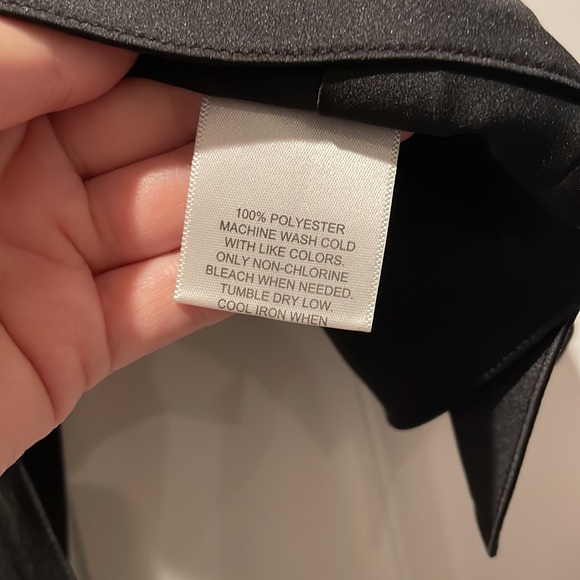 100% POLYESTER
MACHINE WASH COLD
WITH LIKE COLORS.
ONLY NON-CHLORINE
BLEACH WHEN NEEDED.
TUMBLE DRY LOW
COOL IRON WHEN